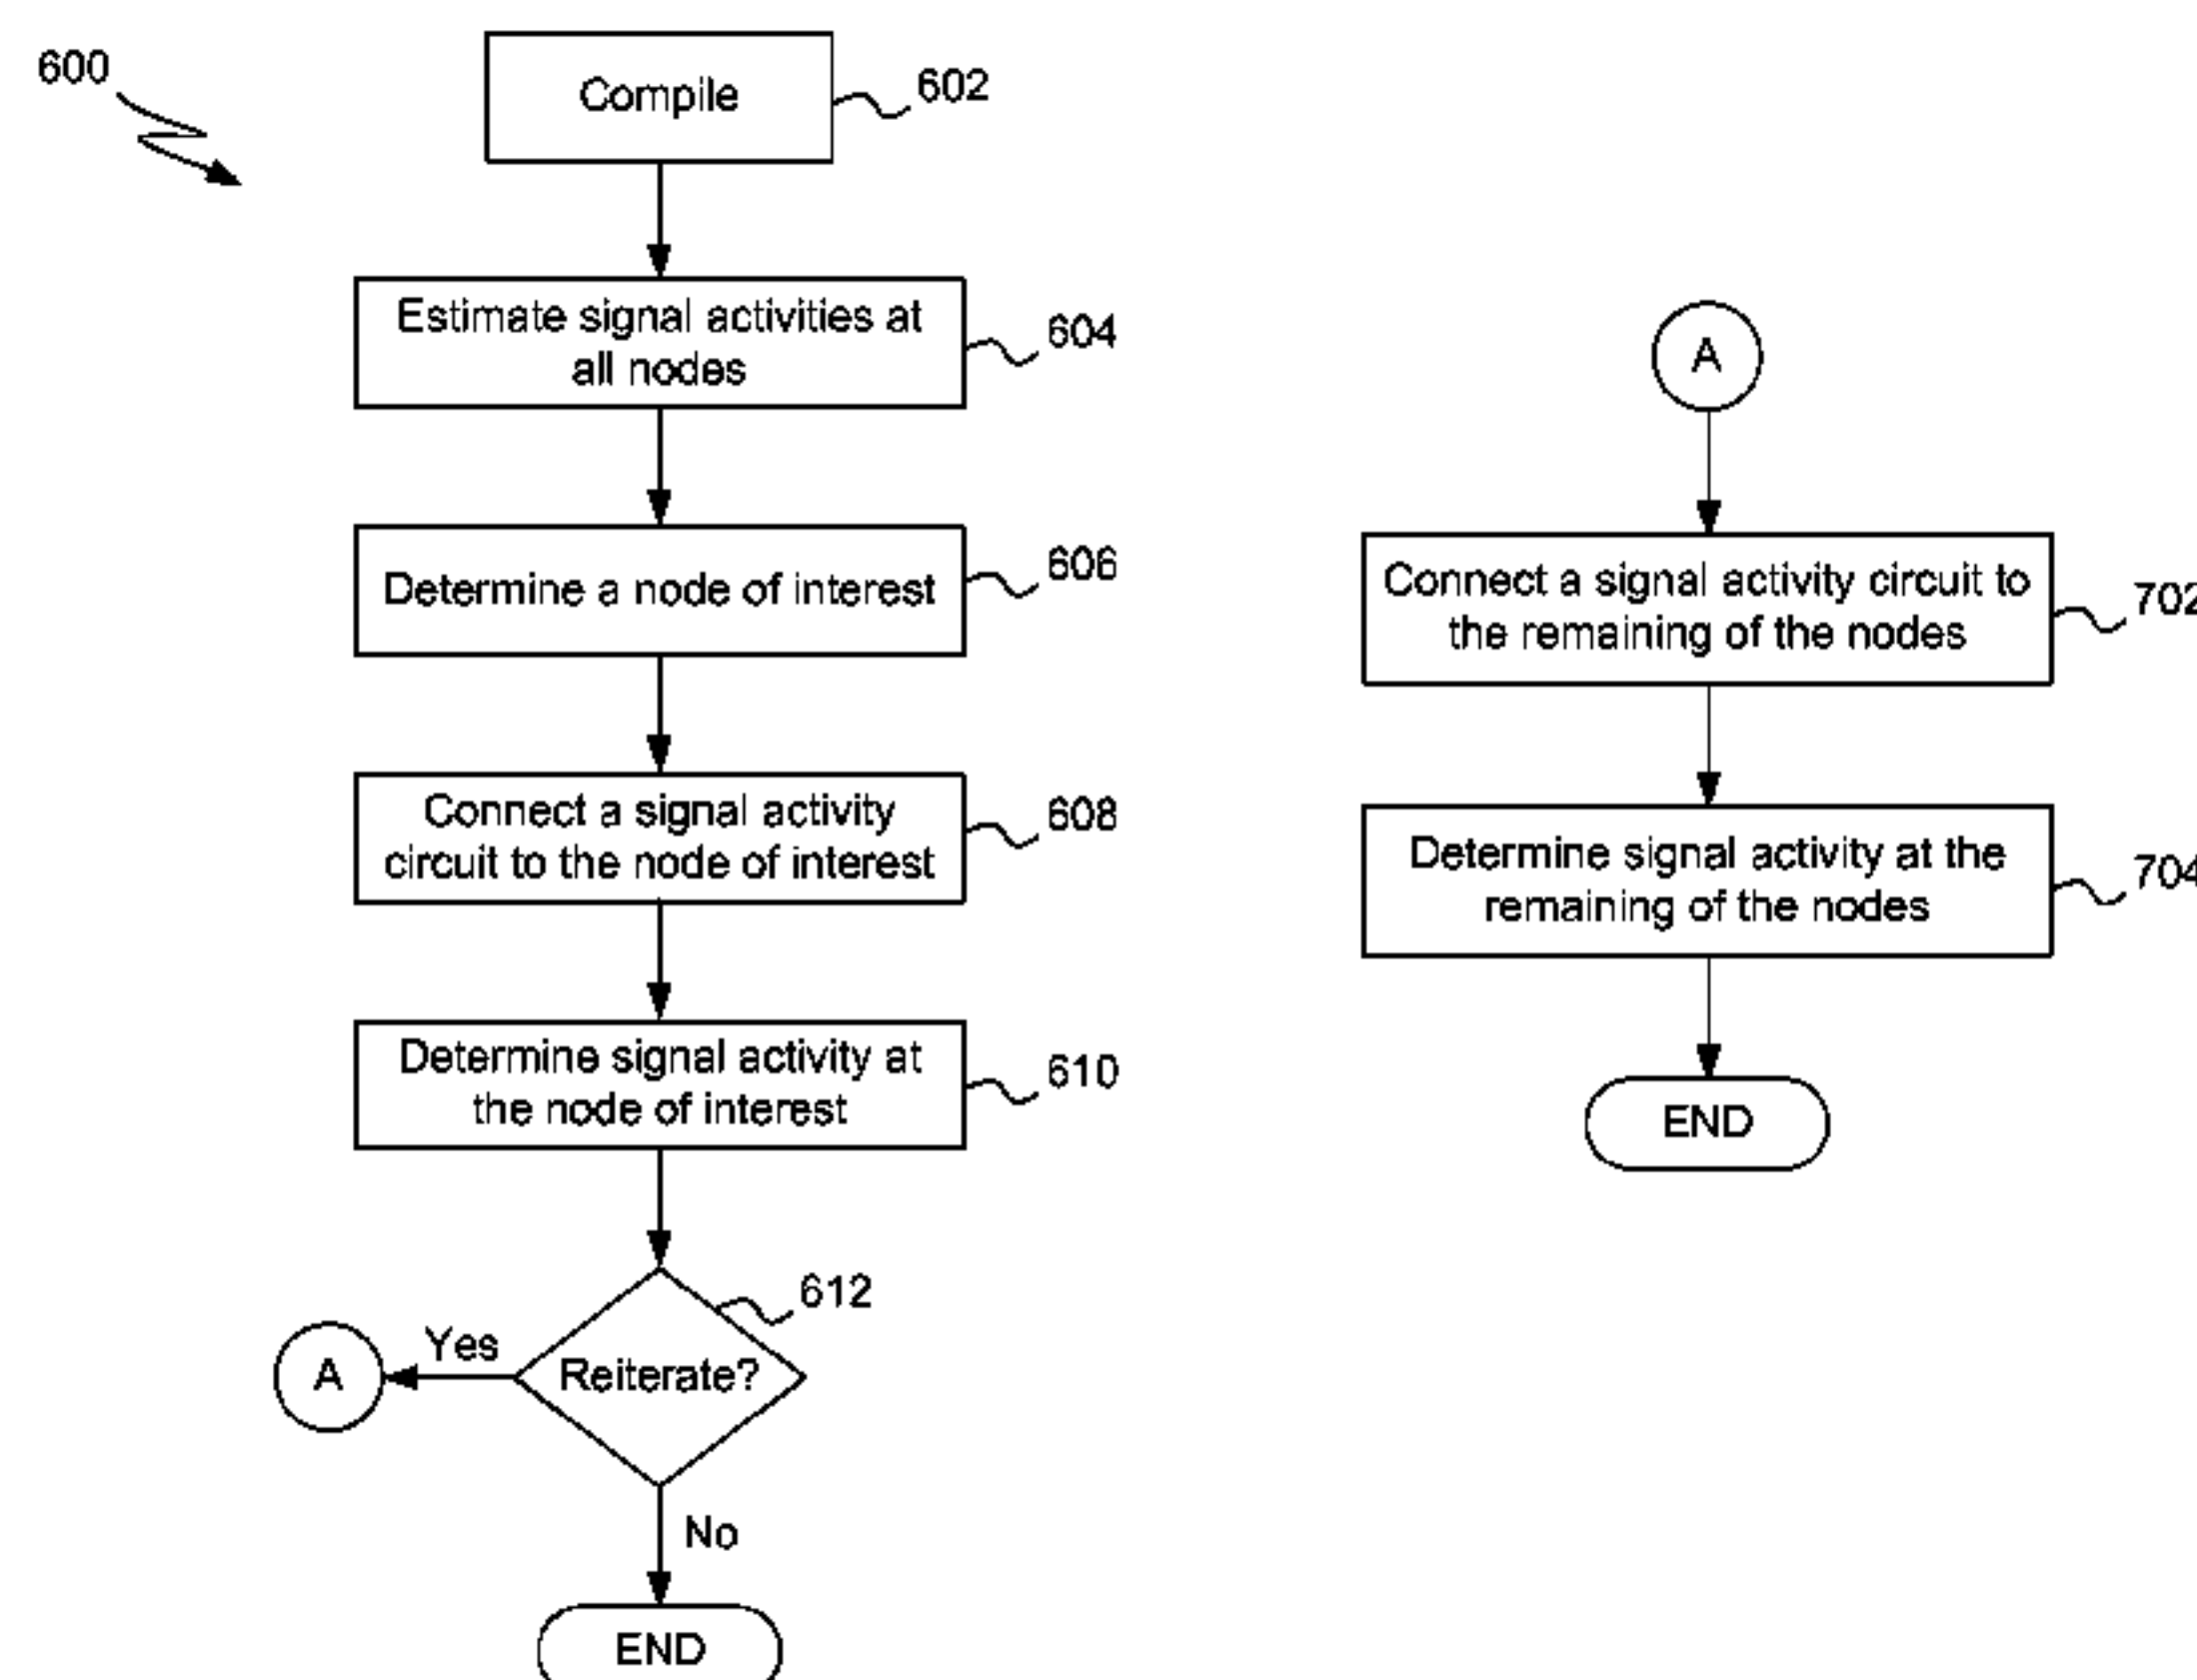 600
Compile
602
Estimate signal activities at
all nodes
604
Determine a node of interest
606
Connect a signal activity
circuit to the node of interest
608
Determine signal activity at
the node of interest
610
612
Reiterate?
Yes
A
No
END
A
Connect a signal activity circuit to
the remaining of the nodes
702
Determine signal activity at the
remaining of the nodes
704
END